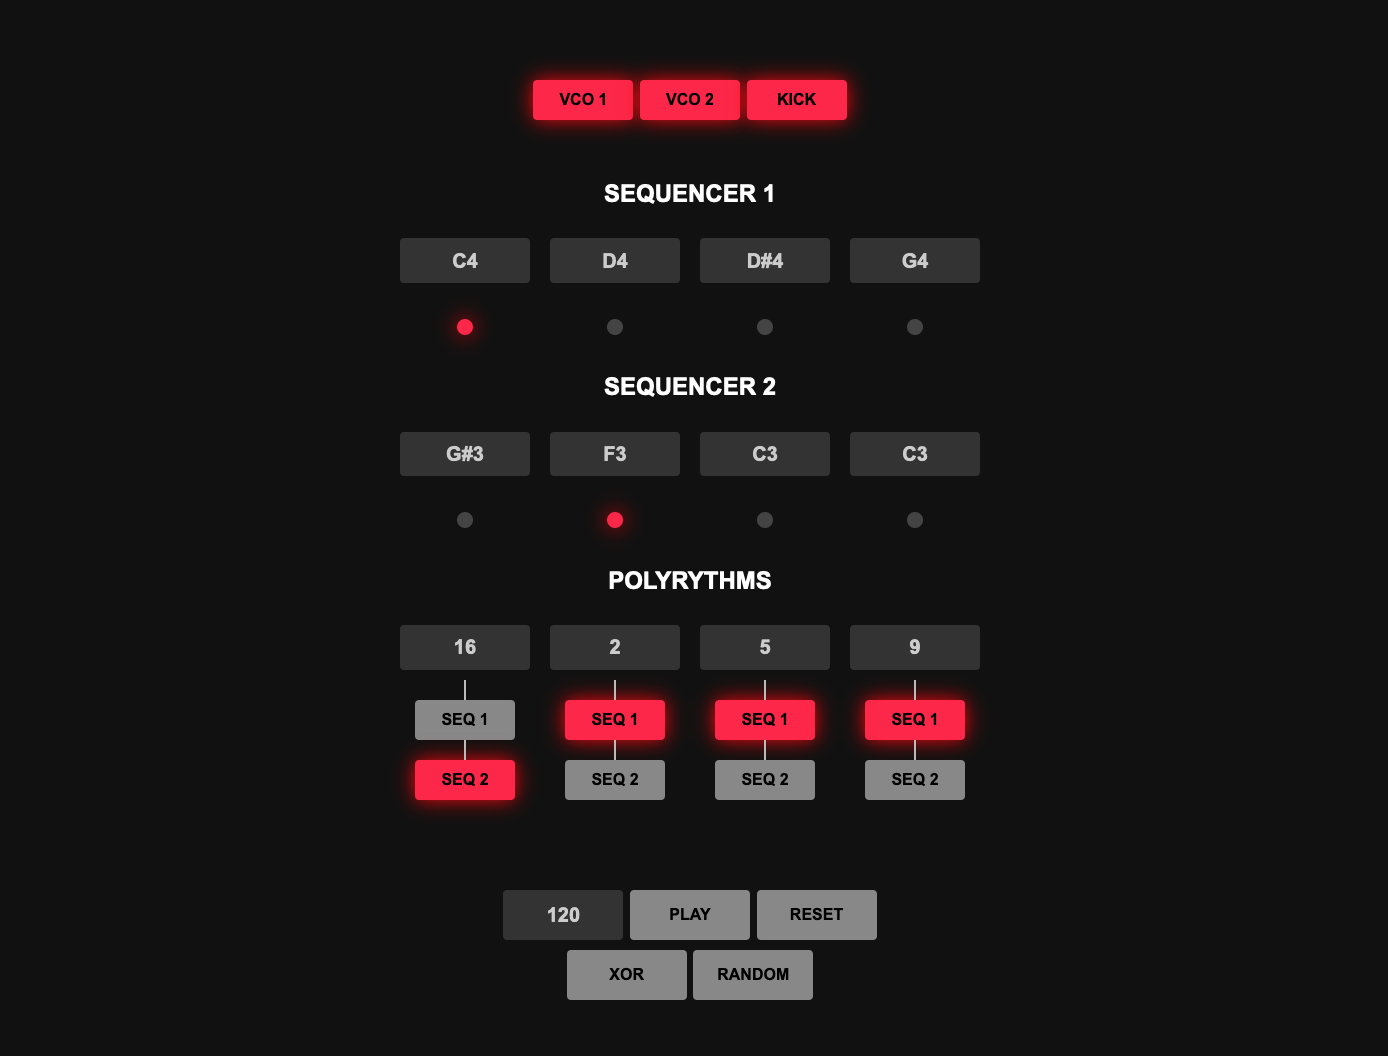 VCO 1 VCO 2 KICK
SEQUENCER 1
C4 D4 D#4 G4
SEQUENCER 2
G#3 F3 C3 C3
POLYRYTHMS
16 2 5 9
SEQ 1 SEQ 1 SEQ 1 SEQ 1
SEQ 2 SEQ 2 SEQ 2 SEQ 2
120 PLAY RESET
XOR RANDOM